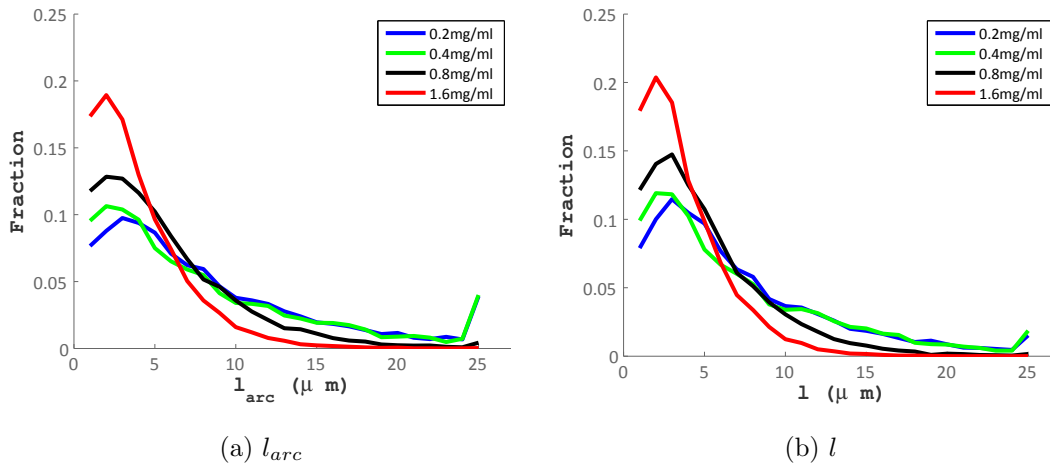 0.25
0.2
0.15
0.1
0.05
0
Fraction
0 5 10 15 20 25
l_arc (μ m)
0.2mg/ml
0.4mg/ml
0.8mg/ml
1.6mg/ml
(a) l_arc
0.25
0.2
0.15
0.1
0.05
0
Fraction
0 5 10 15 20 25
l (μ m)
0.2mg/ml
0.4mg/ml
0.8mg/ml
1.6mg/ml
(b) l